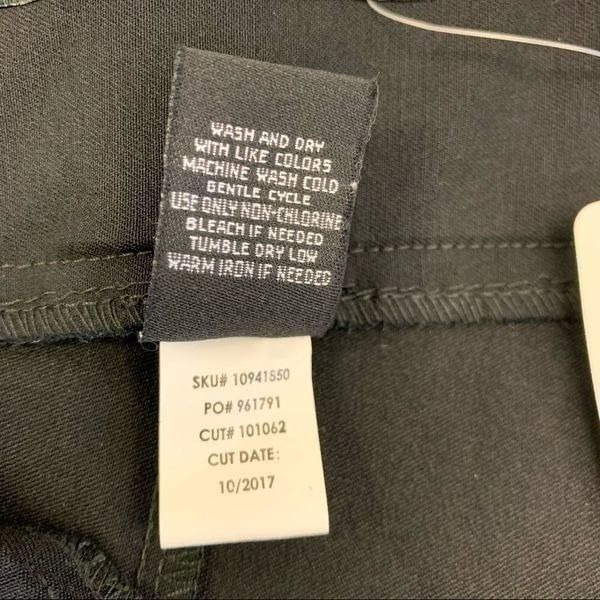 WASH AND DRY
WITH LIKE COLORS
MACHINE WASH COLD
GENTLE CYCLE
USE ONLY NON-CHLORINE
BLEACH IF NEEDED
TUMBLE DRY LOW
WARM IRON IF NEEDED
SKU# 10941550
PO# 961791
CUT# 101062
CUT DATE:
10/2017